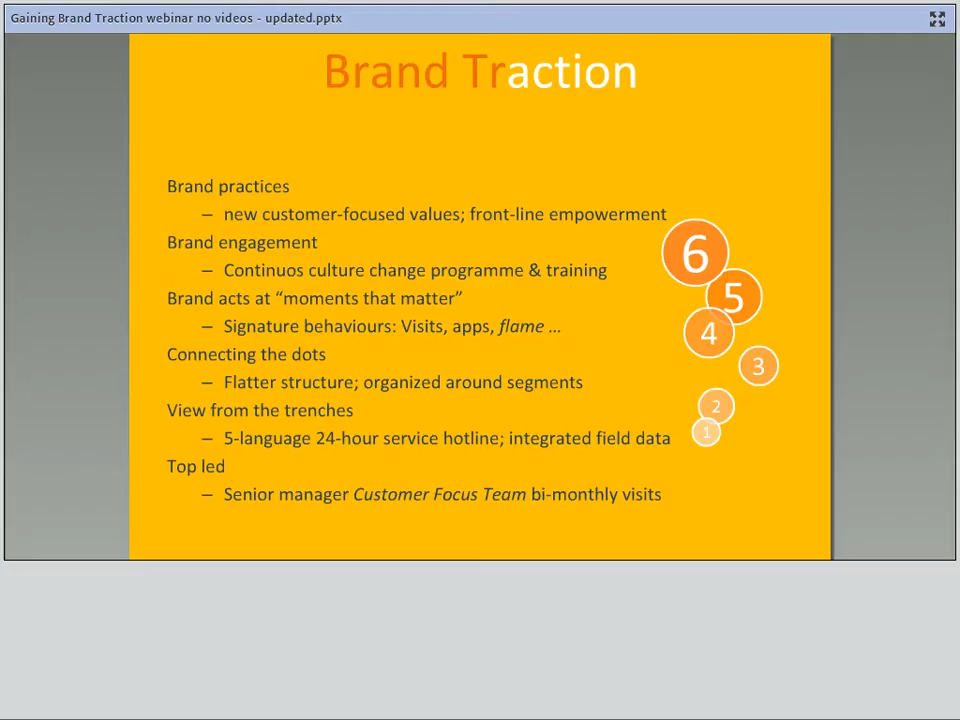 Gaining Brand Traction webinar no videos - updated.pptx
Brand Traction
Brand practices
– new customer-focused values; front-line empowerment
Brand engagement
– Continuos culture change programme & training
Brand acts at “moments that matter”
– Signature behaviours: Visits, apps, flame ...
Connecting the dots
– Flatter structure; organized around segments
View from the trenches
– 5-language 24-hour service hotline; integrated field data
Top led
– Senior manager Customer Focus Team bi-monthly visits
6
5
4
3
2
1